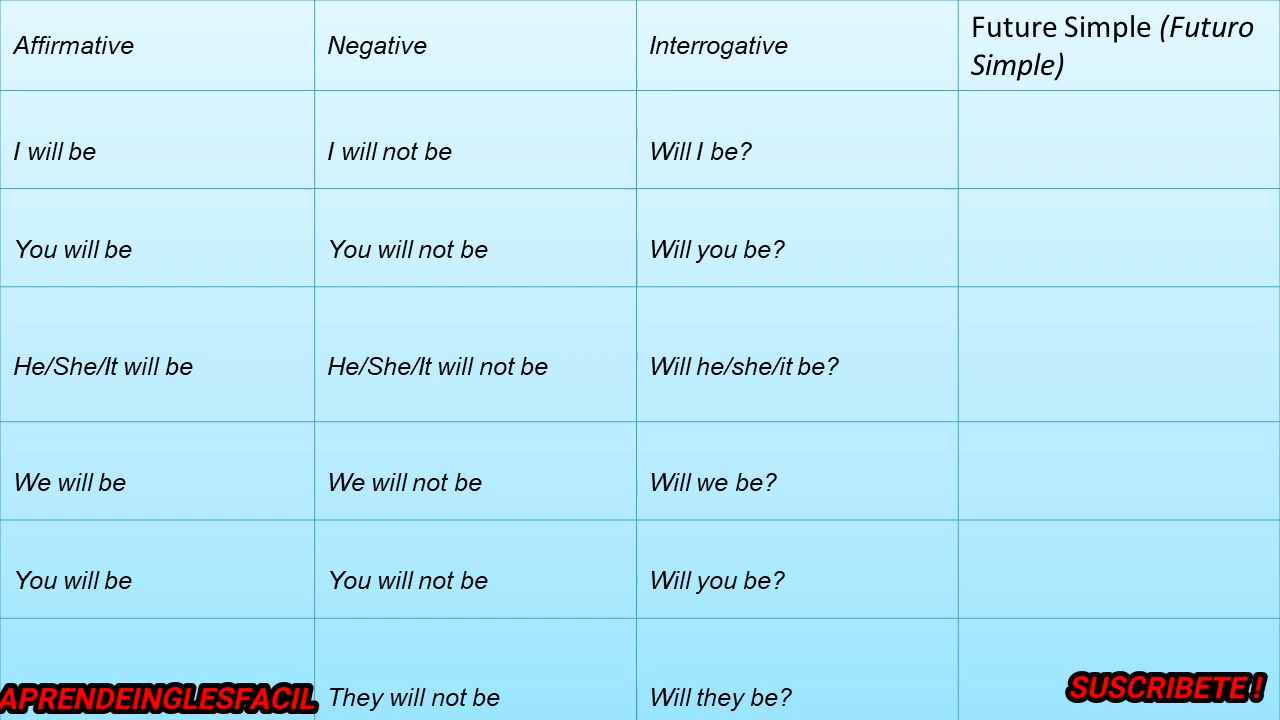 Affirmative
Negative
Interrogative
Future Simple (Futuro
Simple)
I will be
I will not be
Will I be?
You will be
You will not be
Will you be?
He/She/It will be
He/She/It will not be
Will he/she/it be?
We will be
We will not be
Will we be?
You will be
You will not be
Will you be?
APRENDEINGLESFACIL
They will not be
Will they be?
SUSCRIBETE !